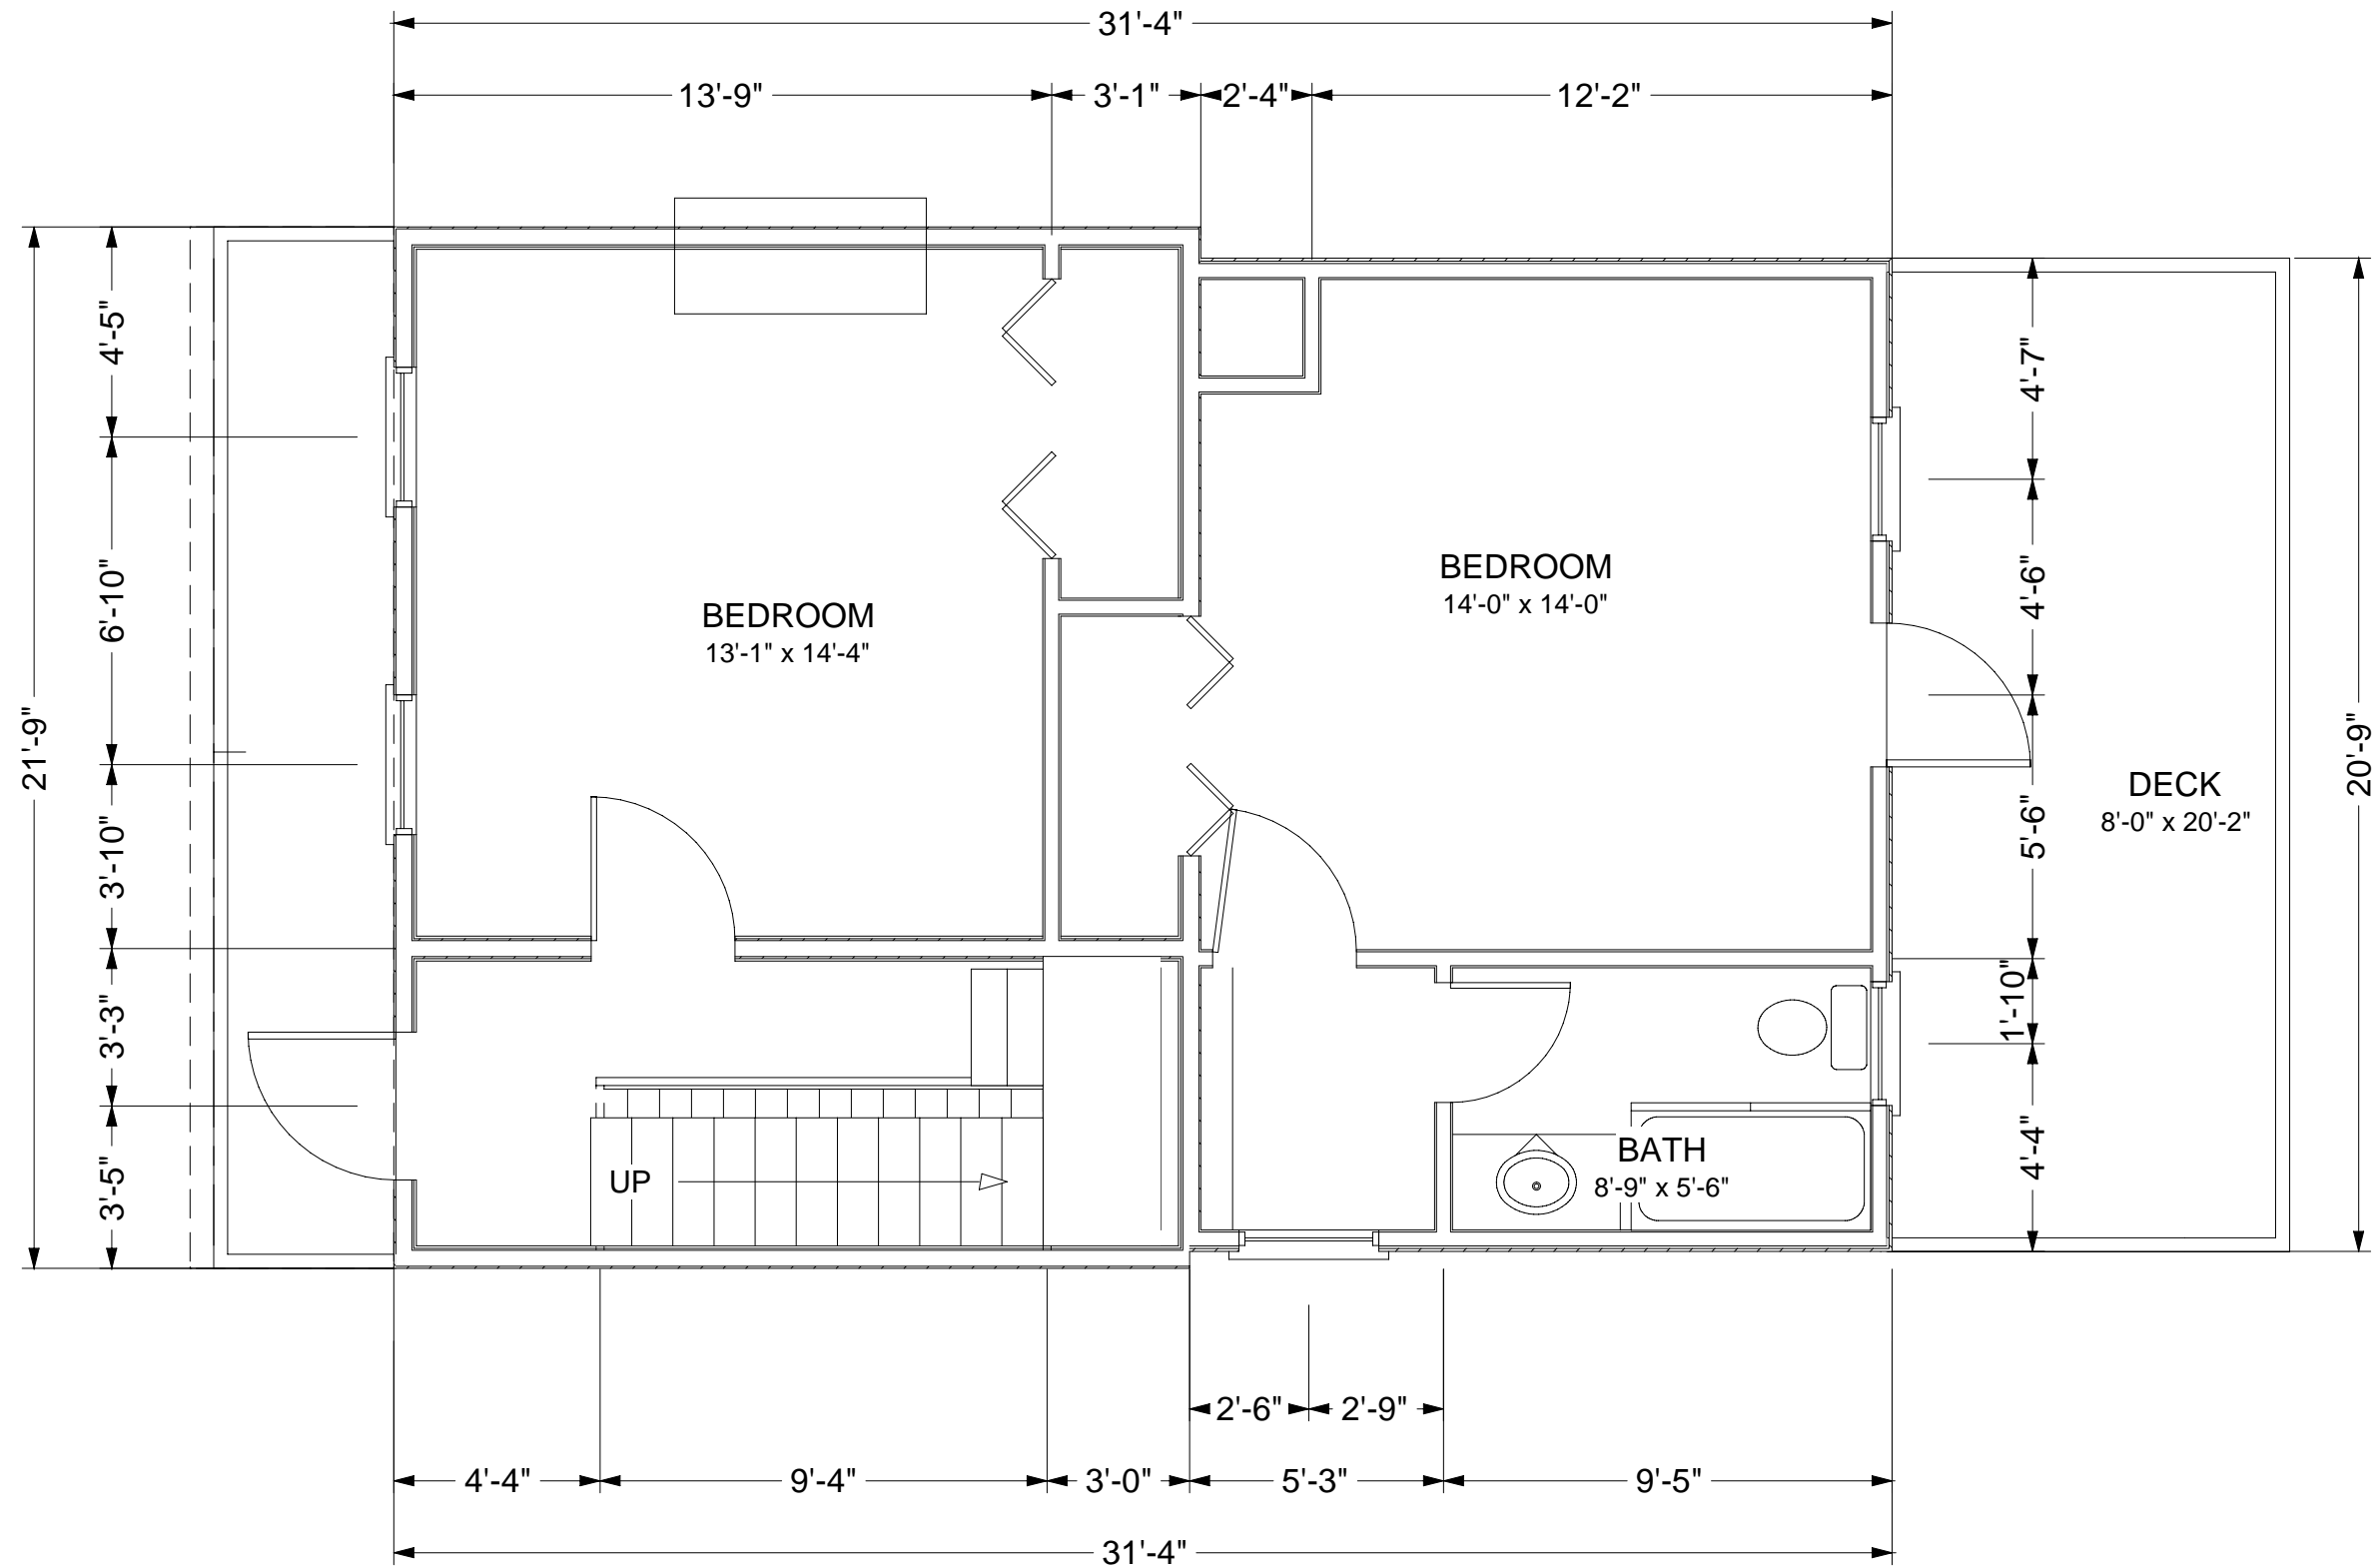 31'-4"
13'-9" 3'-1" 2'-4" 12'-2"
4'-5"
6'-10"
3'-10"
3'-3"
3'-5"
21'-9"
BEDROOM
13'-1" x 14'-4"
BEDROOM
14'-0" x 14'-0"
4'-7"
4'-6"
5'-6"
1'-10"
4'-4"
DECK
8'-0" x 20'-2"
20'-9"
UP
BATH
8'-9" x 5'-6"
2'-6" 2'-9"
4'-4" 9'-4" 3'-0" 5'-3" 9'-5"
31'-4"